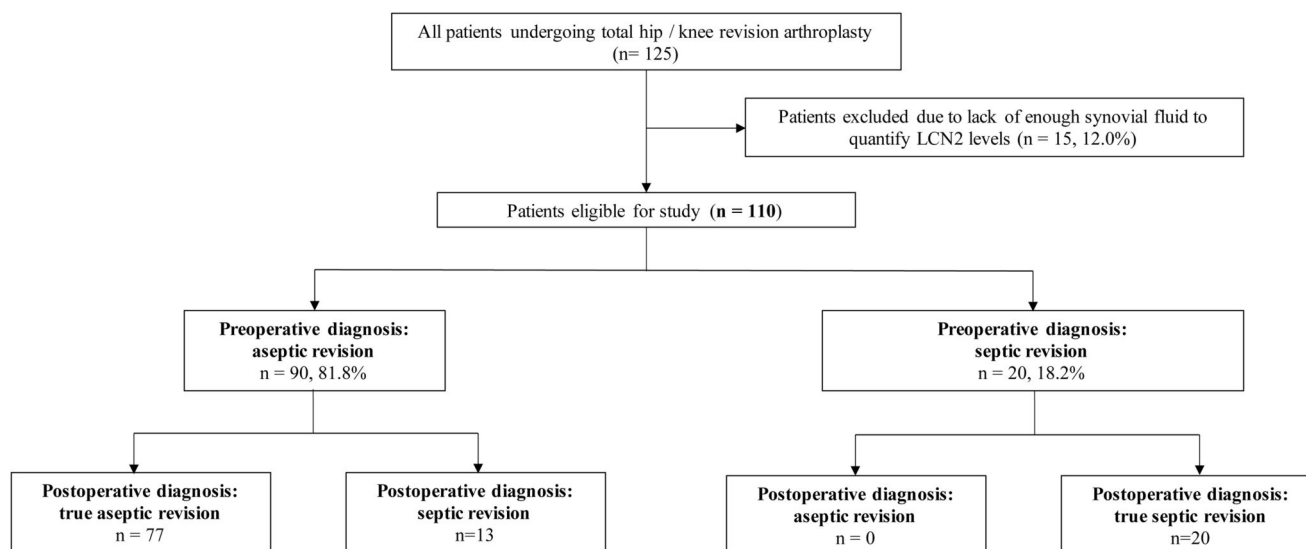 All patients undergoing total hip / knee revision arthroplasty
(n= 125)
Patients excluded due to lack of enough synovial fluid to
quantify LCN2 levels (n = 15, 12.0%)
Patients eligible for study (n = 110)
Preoperative diagnosis:
aseptic revision
n = 90, 81.8%
Preoperative diagnosis:
septic revision
n = 20, 18.2%
Postoperative diagnosis:
true aseptic revision
n = 77
Postoperative diagnosis:
septic revision
n=13
Postoperative diagnosis:
aseptic revision
n = 0
Postoperative diagnosis:
true septic revision
n=20